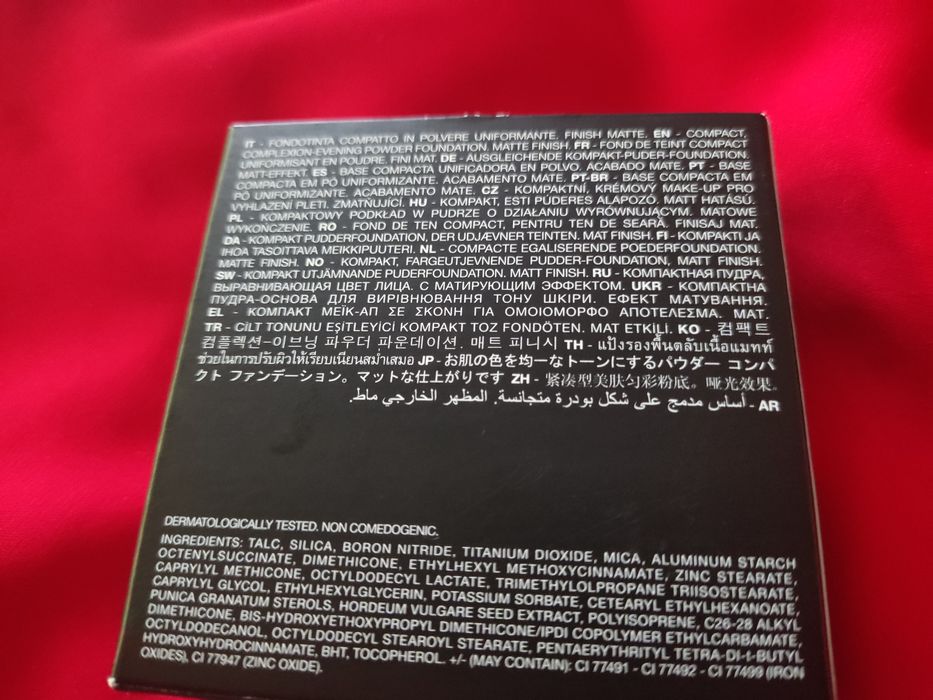 IT - FONDOTINTA COMPATTO IN POLVERE UNIFORMANTE. FINISH MATTE. EN - COMPACT,
COMPLEXION-EVENING POWDER FOUNDATION. MATTE FINISH. FR - FOND DE TEINT COMPACT
UNIFORMISANT EN POUDRE. FINI MAT. DE - AUSGLEICHENDE KOMPAKT-PUDER-FOUNDATION.
MATT-EFFEKT. ES - BASE COMPACTA UNIFICADORA EN POLVO. ACABADO MATE. PT - BASE
COMPACTA EM PÓ UNIFORMIZANTE. ACABAMENTO MATE. PT-BR - BASE COMPACTA EM
PÓ UNIFORMIZANTE. ACABAMENTO MATE. CZ - KOMPAKTNÍ, KRÉMOVÝ MAKE-UP PRO
VYHLAZENÍ PLETI. ZMATŇUJÍCÍ. HU - KOMPAKT, ESTI PÚDERES ALAPOZÓ. MATT HATÁSÚ.
PL - KOMPAKTOWY PODKŁAD W PUDRZE O DZIAŁANIU WYRÓWNUJĄCYM. MATOWE
WYKOŃCZENIE. RO - FOND DE TEN COMPACT, PENTRU TEN DE SEARĂ. FINISAJ MAT.
DA - KOMPAKT PUDDERFOUNDATION, DER UDJÆVNER TEINTEN. MAT FINISH. FI - KOMPAKTI JA
IHOA TASOITTAVA MEIKKIPUUTERI. NL - COMPACTE EGALISERENDE POEDERFOUNDATION.
MATTE FINISH. NO - KOMPAKT, FARGEUTJEVNENDE PUDDER-FOUNDATION, MATT FINISH.
SW - KOMPAKT UTJÄMNANDE PUDERFOUNDATION. MATT FINISH. RU - КОМПАКТНАЯ ПУДРА,
ВЫРАВНИВАЮЩАЯ ЦВЕТ ЛИЦА. С МАТИРУЮЩИМ ЭФФЕКТОМ. UKR - КОМПАКТНА
ПУДРА-ОСНОВА ДЛЯ ВИРІВНЮВАННЯ ТОНУ ШКІРИ. ЕФЕКТ МАТУВАННЯ.
EL - ΚΟΜΠΑΚΤ ΜΕΪΚ-ΑΠ ΣΕ ΣΚΟΝΗ ΓΙΑ ΟΜΟΙΟΜΟΡΦΟ ΑΠΟΤΕΛΕΣΜΑ. ΜΑΤ.
TR - CİLT TONUNU EŞİTLEYİCİ KOMPAKT TOZ FONDÖTEN. MAT ETKİLİ. KO - 컴팩트
컴플렉션-이브닝 파우더 파운데이션. 매트 피니시 TH - แป้งรองพื้นตลับเนื้อแมทท์
ช่วยในการปรับผิวให้เรียบเนียนสม่ำเสมอ JP - お肌の色を均一なトーンにするパウダー コンパ
クト ファンデーション。マットな仕上がりです ZH - 紧凑型美肤匀彩粉底。哑光效果。
AR - أساس مدمج على شكل بودرة متجانسة. المظهر الخارجي ماط.
DERMATOLOGICALLY TESTED. NON COMEDOGENIC.
INGREDIENTS: TALC, SILICA, BORON NITRIDE, TITANIUM DIOXIDE, MICA, ALUMINUM STARCH
OCTENYLSUCCINATE, DIMETHICONE, ETHYLHEXYL METHOXYCINNAMATE, ZINC STEARATE,
CAPRYLYL METHICONE, OCTYLDODECYL LACTATE, TRIMETHYLOLPROPANE TRIISOSTEARATE,
CAPRYLYL GLYCOL, ETHYLHEXYLGLYCERIN, POTASSIUM SORBATE, CETEARYL ETHYLHEXANOATE,
PUNICA GRANATUM STEROLS, HORDEUM VULGARE SEED EXTRACT, POLYISOPRENE, C26-28 ALKYL
DIMETHICONE, BIS-HYDROXYETHOXYPROPYL DIMETHICONE/IPDI COPOLYMER ETHYLCARBAMATE,
OCTYLDODECANOL, OCTYLDODECYL STEAROYL STEARATE, PENTAERYTHRITYL TETRA-DI-t-BUTYL
HYDROXYHYDROCINNAMATE, BHT, TOCOPHEROL. +/- (MAY CONTAIN): CI 77491 - CI 77492 - CI 77499 (IRON
OXIDES), CI 77947 (ZINC OXIDE).